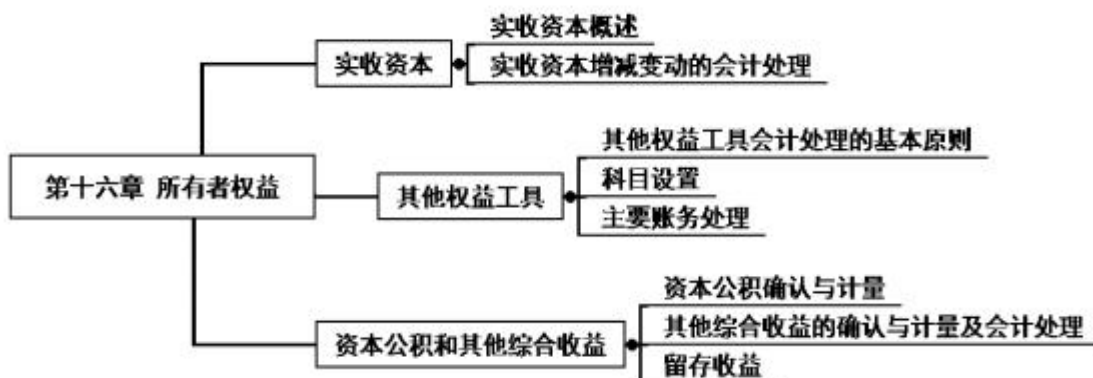 实收资本概述
实收资本
实收资本增减变动的会计处理
其他权益工具会计处理的基本原则
第十六章 所有者权益
其他权益工具
科目设置
主要账务处理
资本公积确认与计量
资本公积和其他综合收益
其他综合收益的确认与计量及会计处理
留存收益